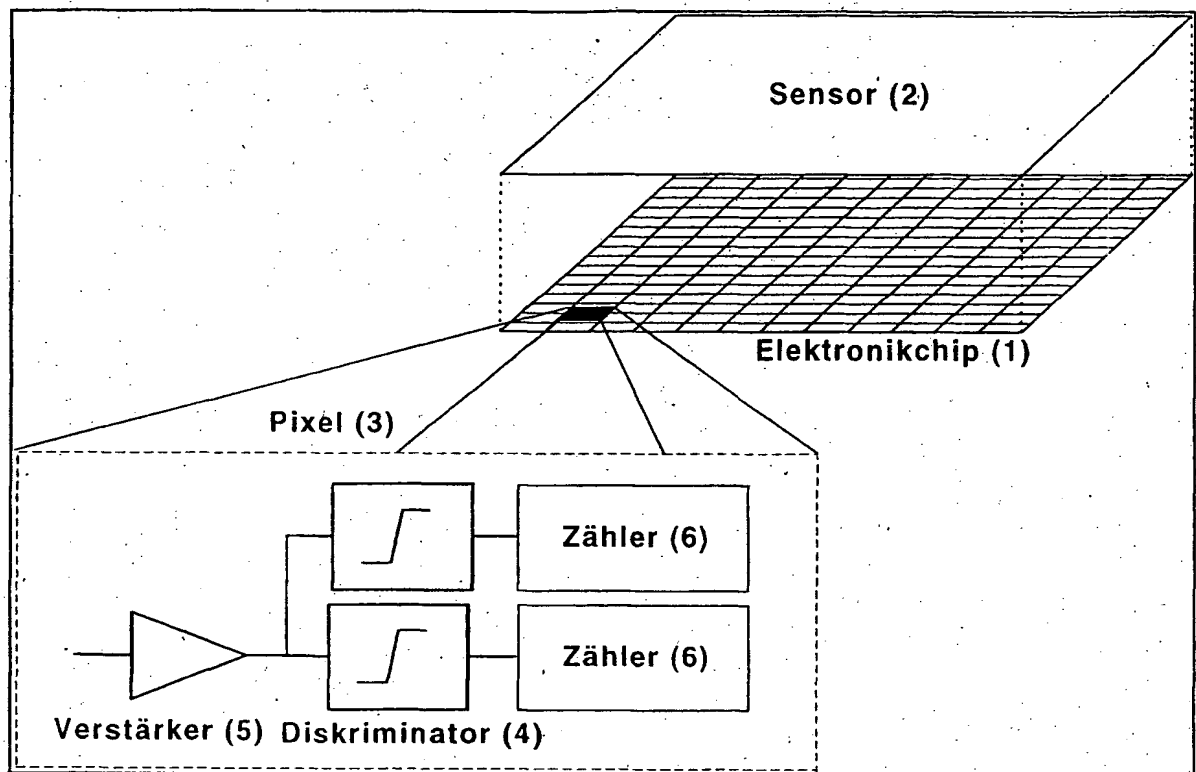 Sensor (2)
Elektronikchip (1)
Pixel (3)
Zähler (6)
Zähler (6)
Verstärker (5) Diskriminator (4)